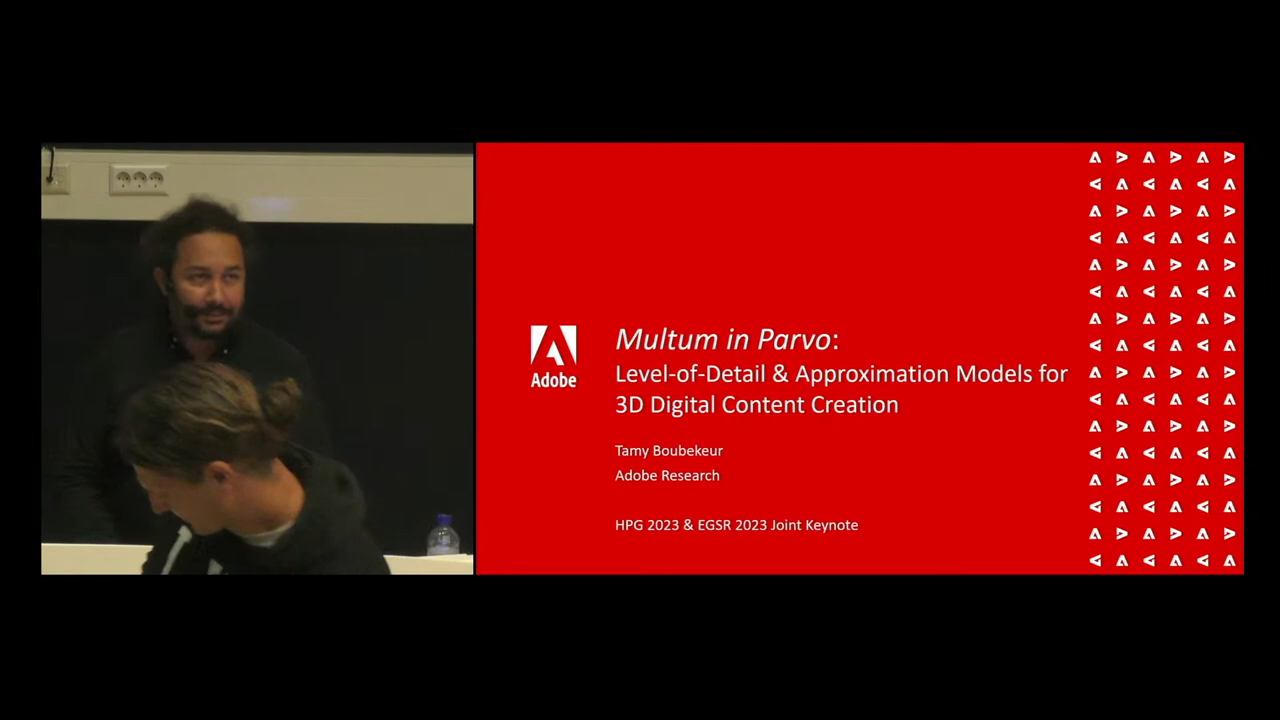 Adobe
Multum in Parvo:
Level-of-Detail & Approximation Models for
3D Digital Content Creation
Tamy Boubekeur
Adobe Research
HPG 2023 & EGSR 2023 Joint Keynote